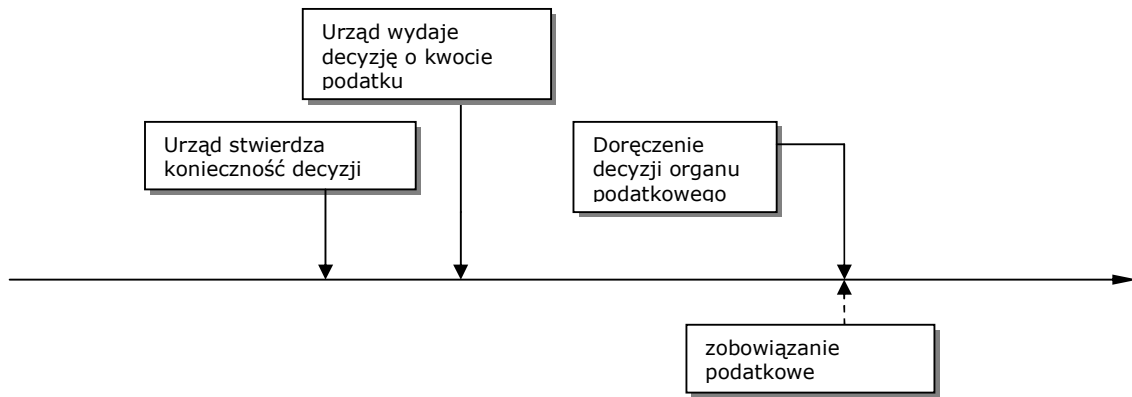 Urząd wydaje
decyzję o kwocie
podatku
Urząd stwierdza
konieczność decyzji
Doręczenie
decyzji organu
podatkowego
zobowiązanie
podatkowe